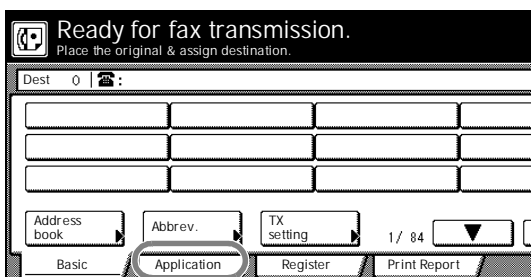 Ready for fax transmission.
Place the original & assign destination.
Dest 0 ☎:
Address book
Abbrev.
TX setting
1/ 84
Basic Application Register Print Report